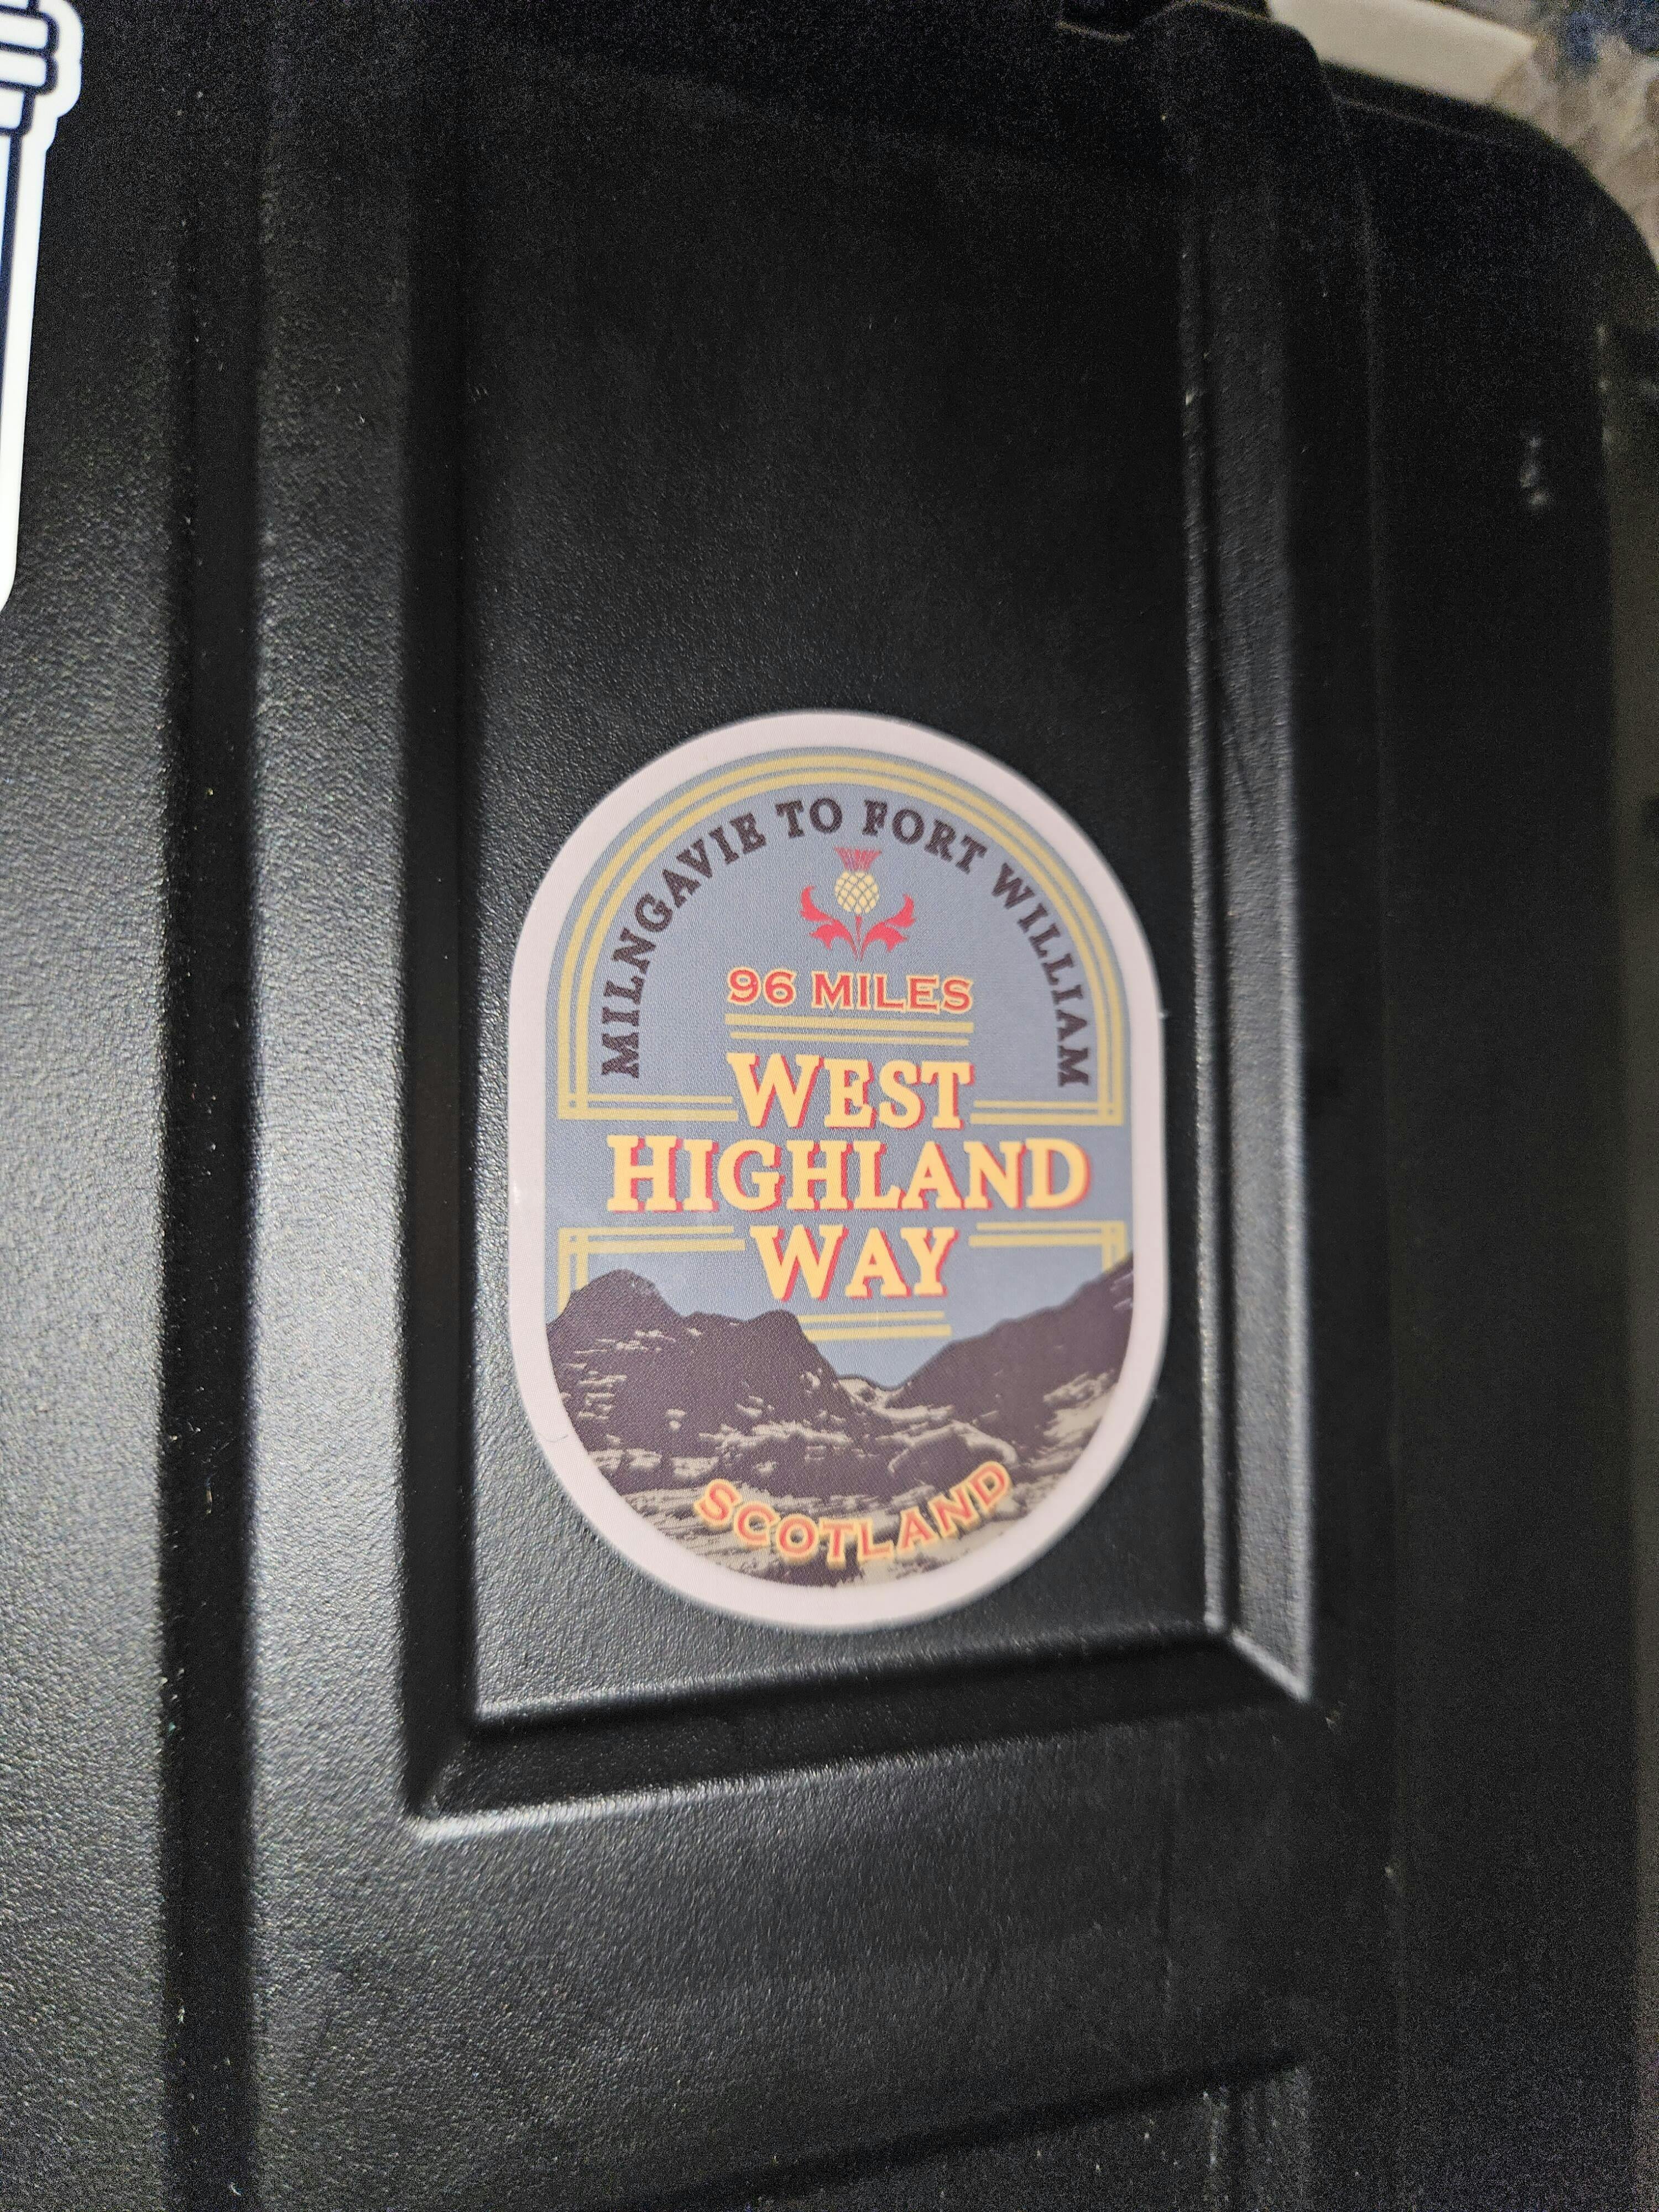 MILNGAVIE TO FORT WILLIAM
96 MILES
WEST
HIGHLAND
WAY
SCOTLAND